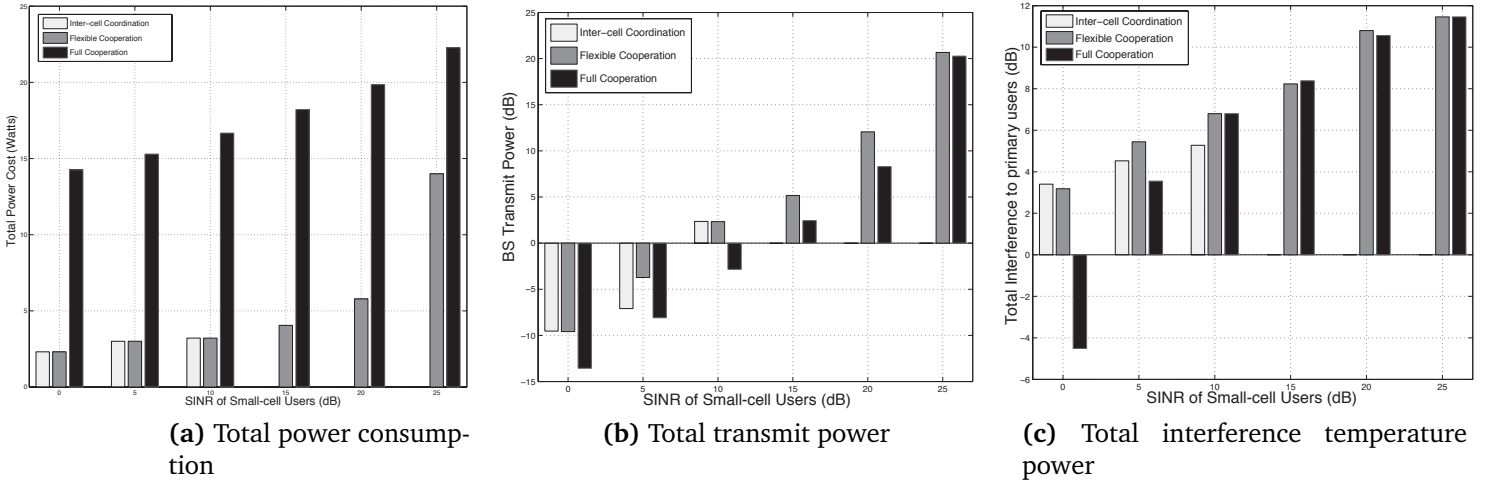 25
20
15
10
5
0
Total Power Cost (Watts)
Inter-cell Coordination
Flexible Cooperation
Full Cooperation
0 5 10 15 20 25
SINR of Small-cell Users (dB)
(a) Total power consump-
tion
25
20
15
10
5
0
−5
−10
−15
BS Transmit Power (dB)
Inter-cell Coordination
Flexible Cooperation
Full Cooperation
0 5 10 15 20 25
SINR of Small-cell Users (dB)
(b) Total transmit power
12
10
8
6
4
2
0
−2
−4
−6
Total Interference to primary users (dB)
Inter-cell Coordination
Flexible Cooperation
Full Cooperation
0 5 10 15 20 25
SINR of Small-cell Users (dB)
(c) Total interference temperature
power